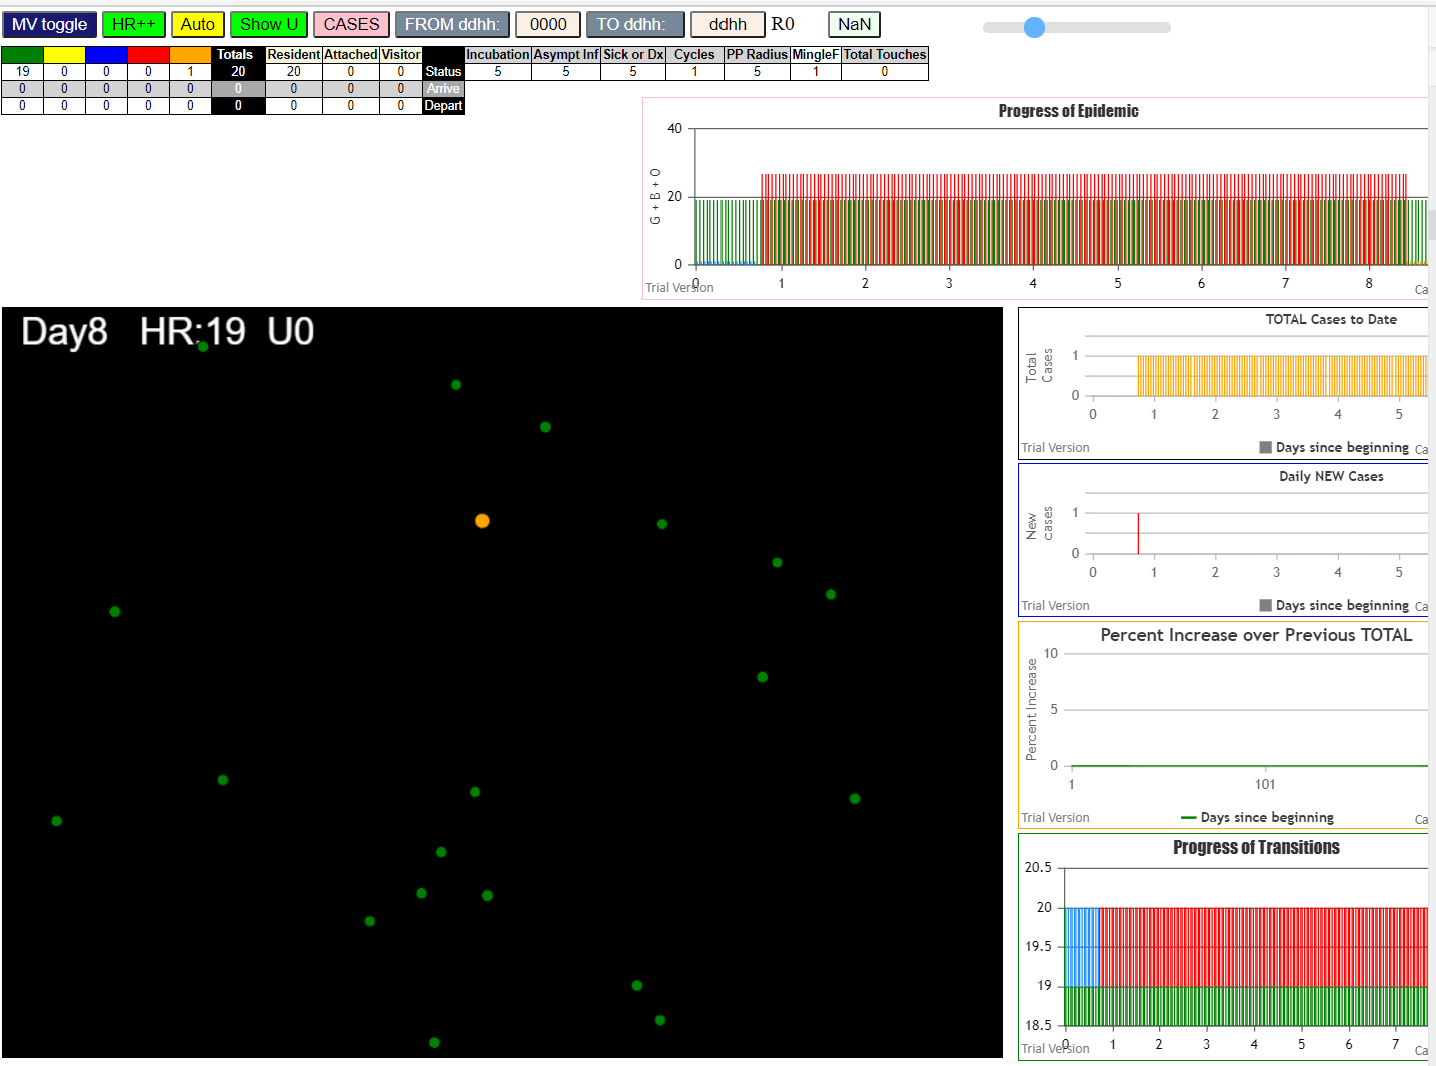 MV toggle HR++ Auto Show U CASES FROM ddhh: 0000 TO ddhh: ddhh R0 NaN
Totals Resident Attached Visitor Incubation Asympt Inf Sick or Dx Cycles PP Radius MingleF Total Touches
19 0 0 0 1 20 20 0 0 Status 5 5 5 1 5 1 0
0 0 0 0 0 0 0 0 0 Arrive
0 0 0 0 0 0 0 0 0 Depart
Progress of Epidemic
40
20
0
G + B + O
0 1 2 3 4 5 6 7 8
Trial Version Ca
Day8 HR:19 U0
TOTAL Cases to Date
Total
Cases
1
0
0 1 2 3 4 5
Days since beginning
Trial Version Ca
Daily NEW Cases
New
cases
1
0
0 1 2 3 4 5
Days since beginning
Trial Version Ca
Percent Increase over Previous TOTAL
Percent Increase
10
5
0
1 101
Days since beginning
Trial Version Ca
Progress of Transitions
20.5
20
19.5
19
18.5
0 1 2 3 4 5 6 7
Trial Version Ca